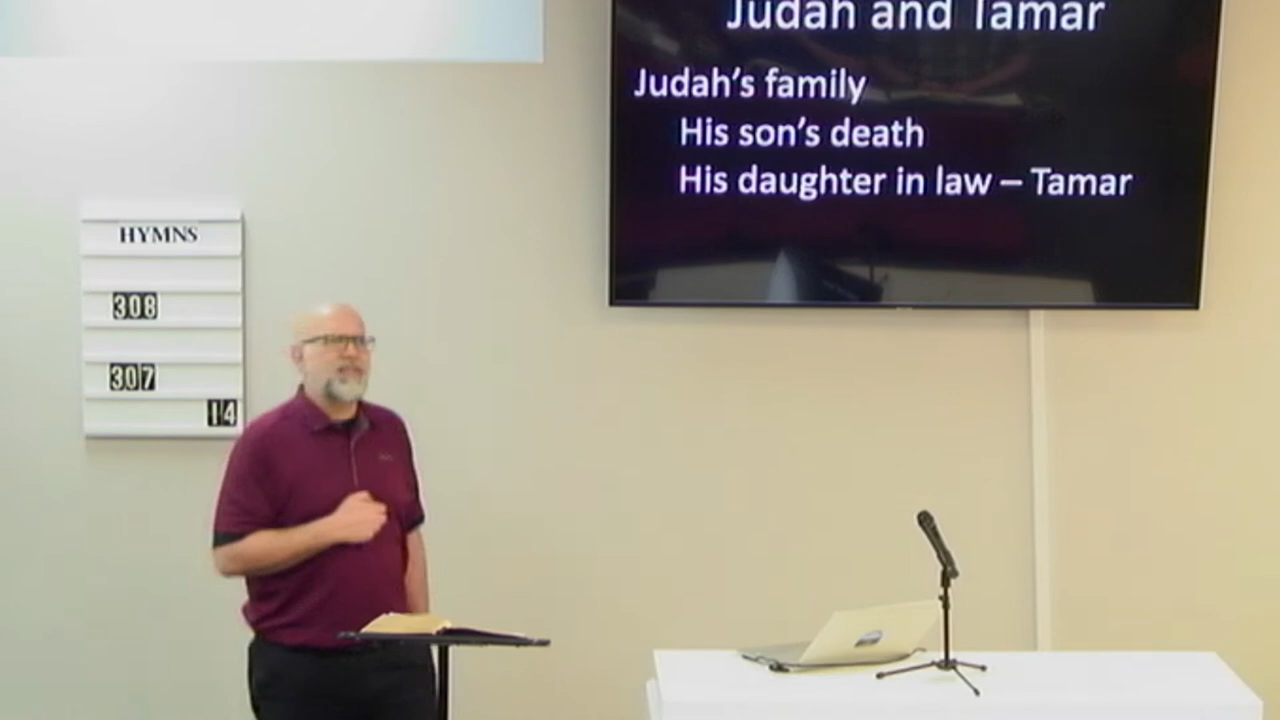 Judah and Tamar
Judah's family
His son's death
His daughter in law – Tamar
HYMNS
308
307
14